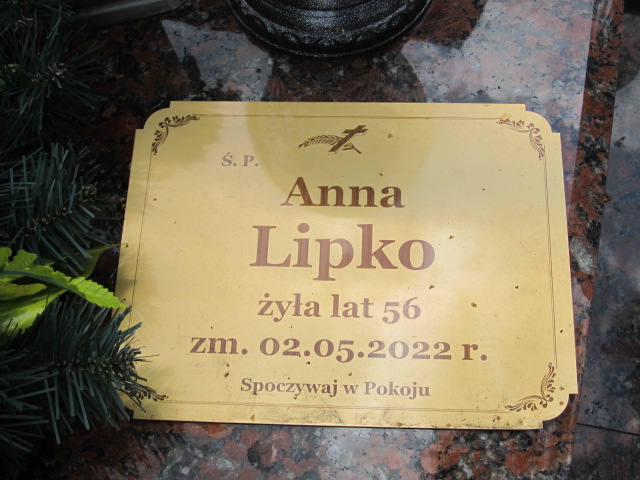 Ś. P.
Anna
Lipko
żyła lat 56
zm. 02.05.2022 r.
Spoczywaj w Pokoju